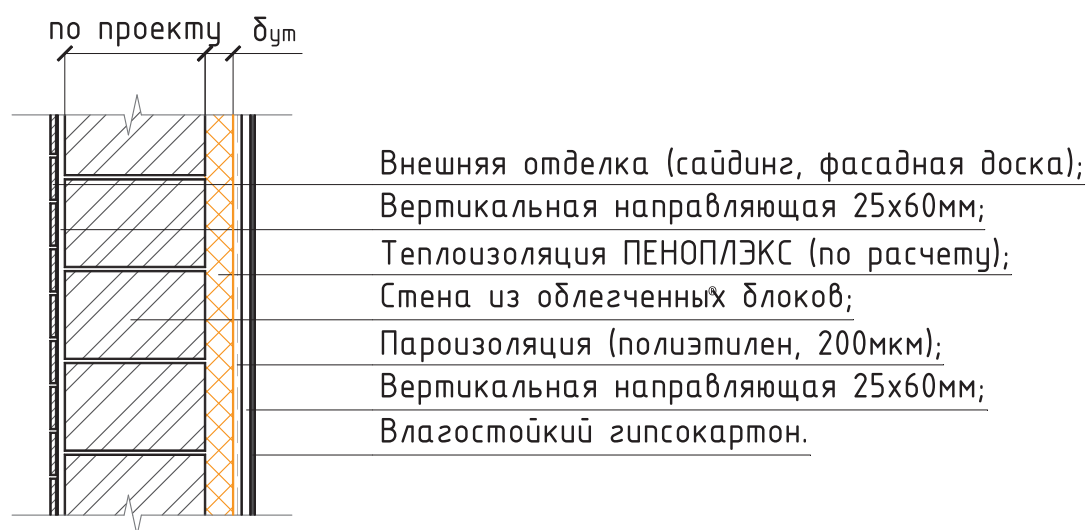 по проекту δут
Внешняя отделка (сайдинг, фасадная доска);
Вертикальная направляющая 25х60мм;
Теплоизоляция ПЕНОПЛЭКС (по расчету);
Стена из облегченных® блоков;
Пароизоляция (полиэтилен, 200мкм);
Вертикальная направляющая 25х60мм;
Влагостойкий гипсокартон.